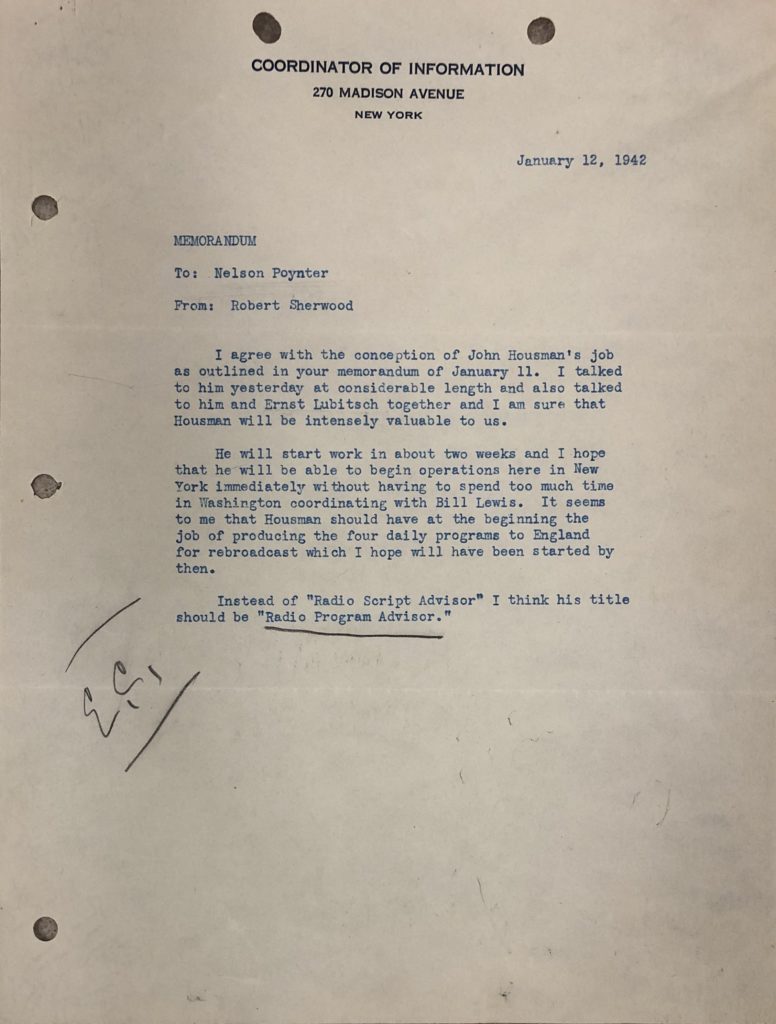 COORDINATOR OF INFORMATION
270 MADISON AVENUE
NEW YORK
January 12, 1942
MEMORANDUM
To: Nelson Poynter
From: Robert Sherwood
I agree with the conception of John Housman's job
as outlined in your memorandum of January 11. I talked
to him yesterday at considerable length and also talked
to him and Ernst Lubitsch together and I am sure that
Housman will be intensely valuable to us.
He will start work in about two weeks and I hope
that he will be able to begin operations here in New
York immediately without having to spend too much time
in Washington coordinating with Bill Lewis. It seems
to me that Housman should have at the beginning the
job of producing the four daily programs to England
for rebroadcast which I hope will have been started by
then.
Instead of "Radio Script Advisor" I think his title
should be "Radio Program Advisor."